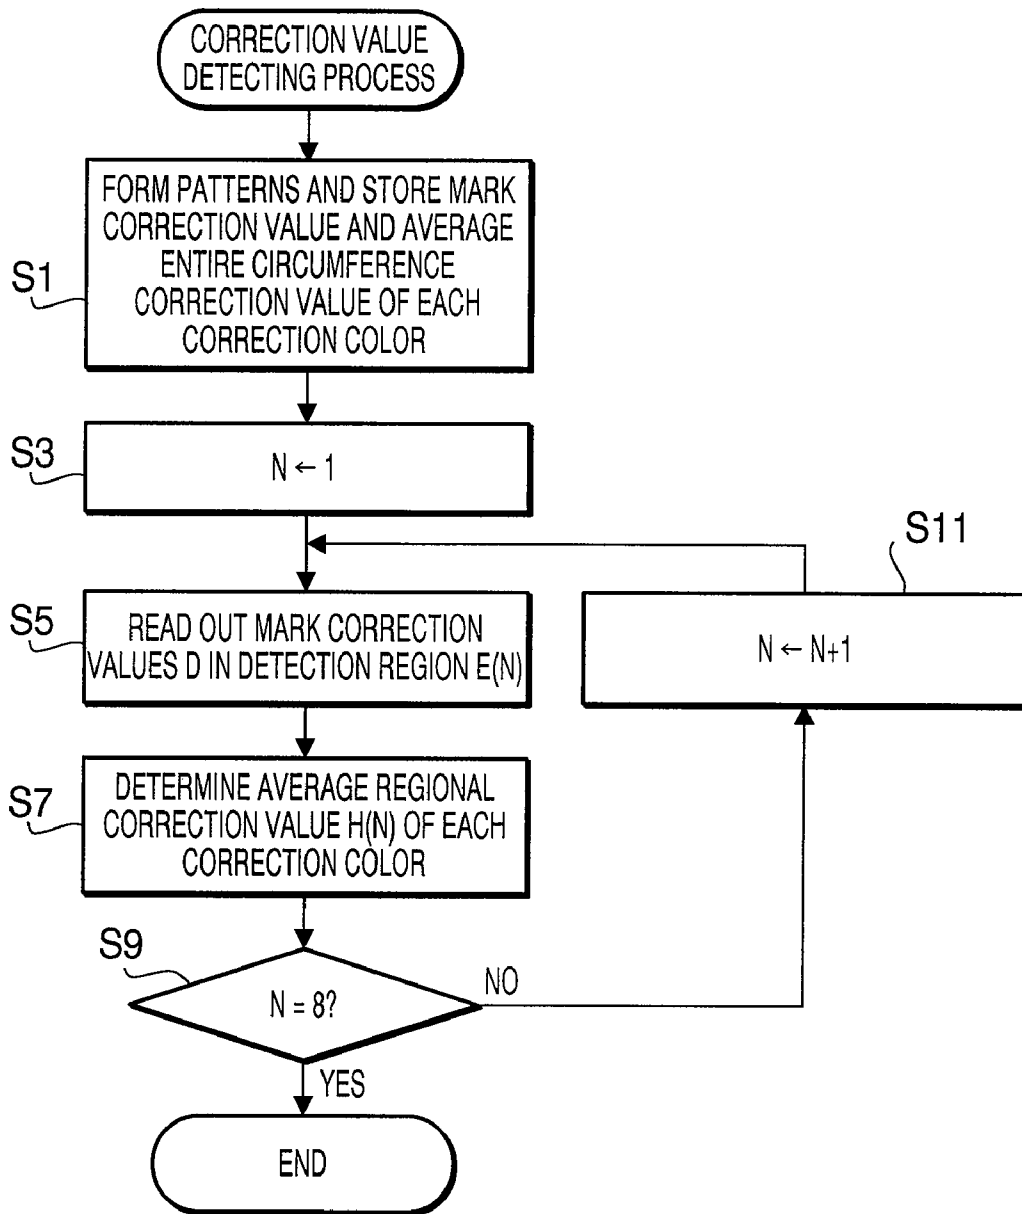 CORRECTION VALUE
DETECTING PROCESS
S1
FORM PATTERNS AND STORE MARK
CORRECTION VALUE AND AVERAGE
ENTIRE CIRCUMFERENCE
CORRECTION VALUE OF EACH
CORRECTION COLOR
S3
N ← 1
S5
READ OUT MARK CORRECTION
VALUES D IN DETECTION REGION E(N)
S11
N ← N+1
S7
DETERMINE AVERAGE REGIONAL
CORRECTION VALUE H(N) OF EACH
CORRECTION COLOR
S9
N = 8?
NO
YES
END